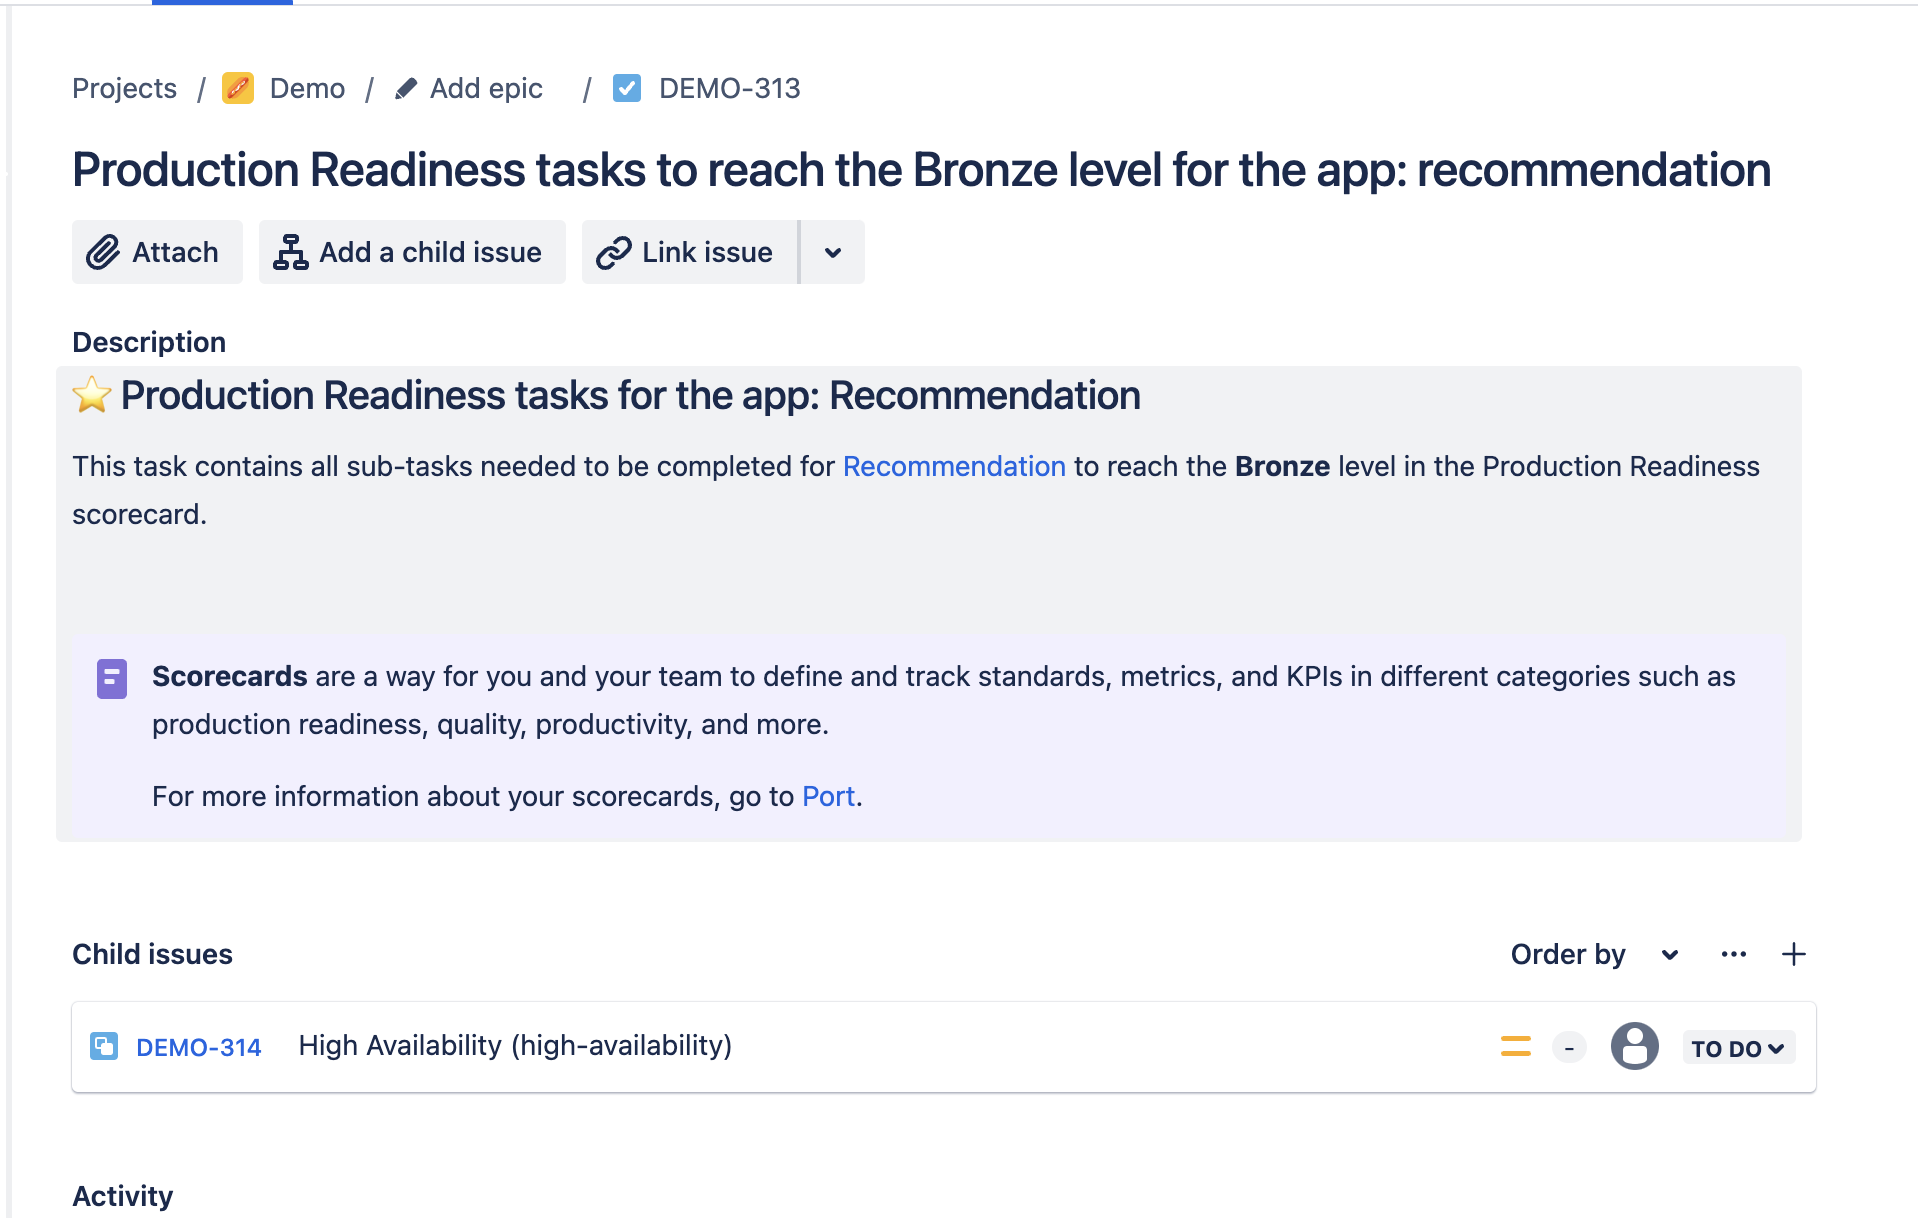 Projects / Demo / Add epic / DEMO-313
Production Readiness tasks to reach the Bronze level for the app: recommendation
Attach Add a child issue Link issue
Description
Production Readiness tasks for the app: Recommendation
This task contains all sub-tasks needed to be completed for Recommendation to reach the Bronze level in the Production Readiness
scorecard.
Scorecards are a way for you and your team to define and track standards, metrics, and KPIs in different categories such as
production readiness, quality, productivity, and more.
For more information about your scorecards, go to Port.
Child issues Order by
DEMO-314 High Availability (high-availability) - TO DO
Activity